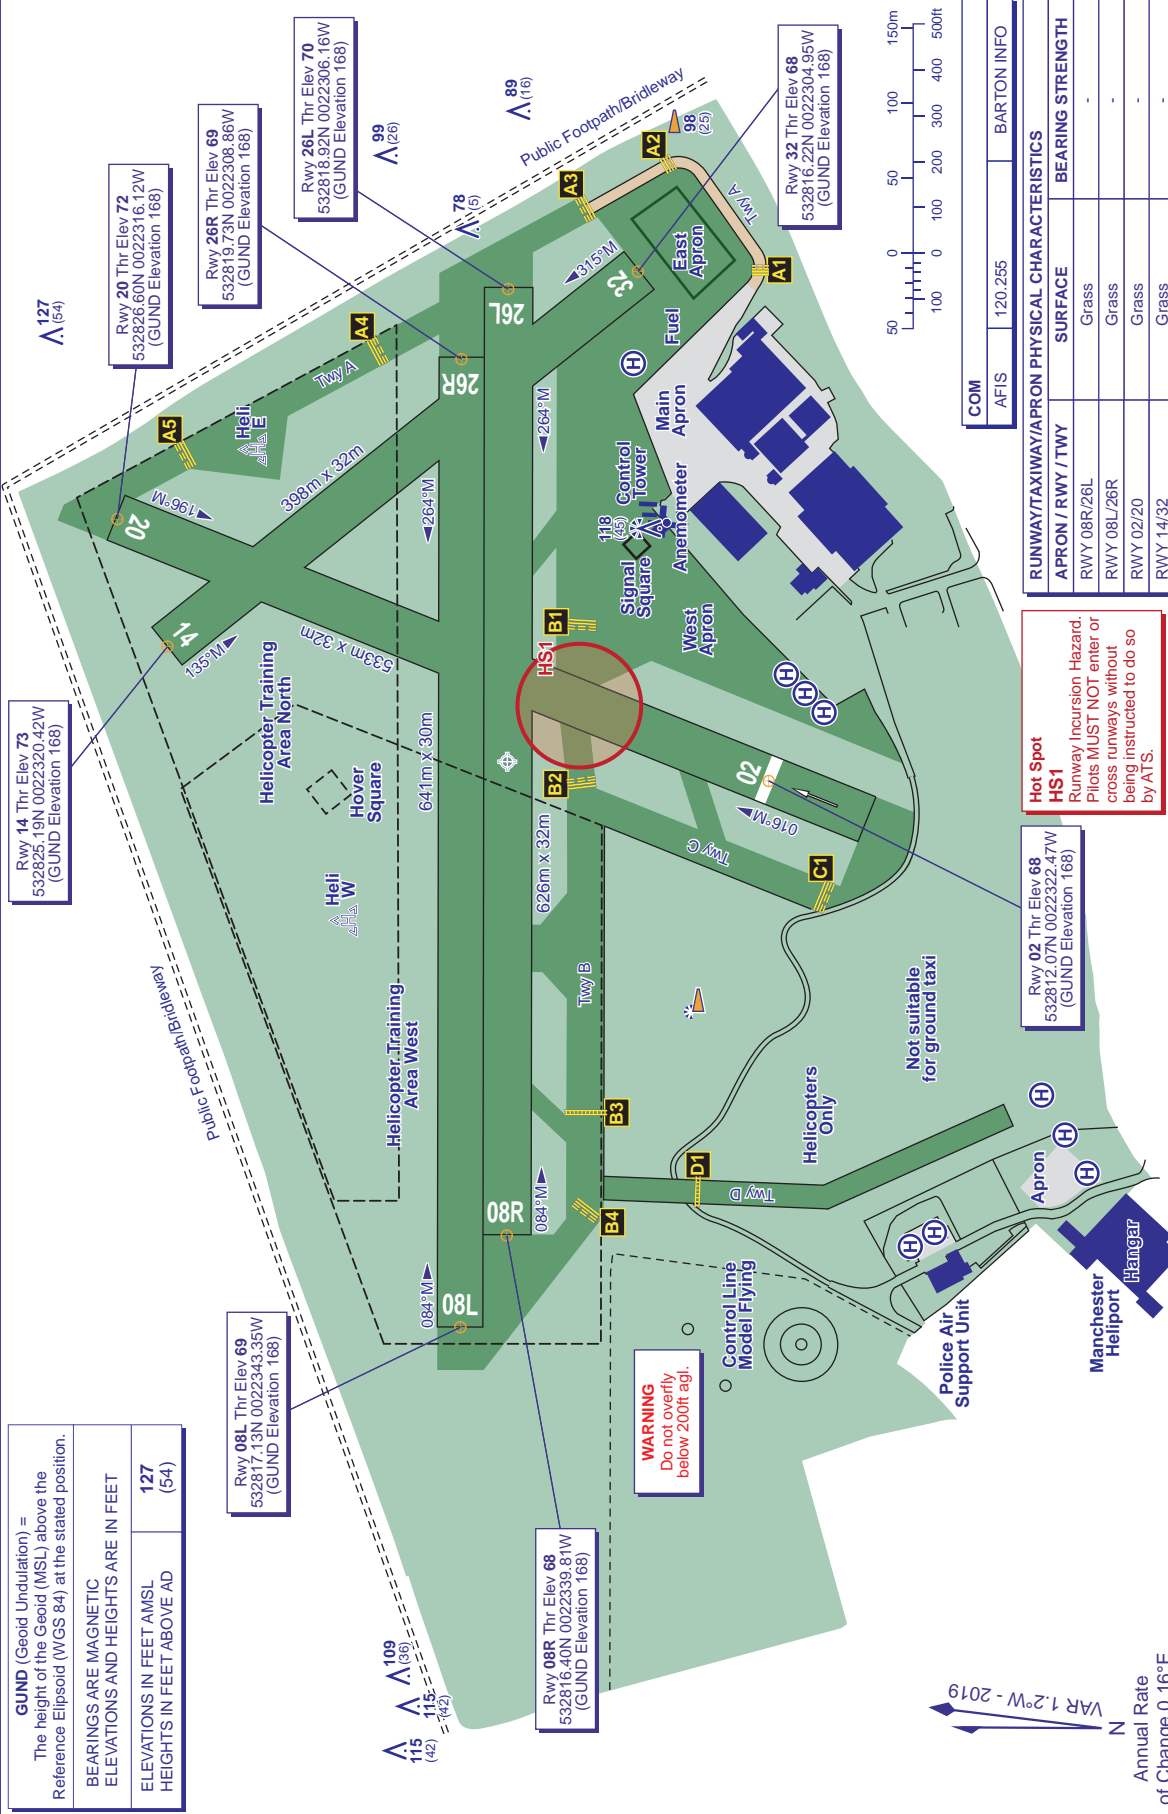 GUND (Geoid Undulation) =
The height of the Geoid (MSL) above the
Reference Elipsoid (WGS 84) at the stated position.
BEARINGS ARE MAGNETIC
ELEVATIONS AND HEIGHTS ARE IN FEET
ELEVATIONS IN FEET AMSL
HEIGHTS IN FEET ABOVE AD
127
(54)
Rwy 14 Thr Elev 73
532825.19N 0022320.42W
(GUND Elevation 168)
127
(54)
Rwy 20 Thr Elev 72
532826.60N 0022316.12W
(GUND Elevation 168)
Rwy 26R Thr Elev 69
532819.73N 0022308.86W
(GUND Elevation 168)
Rwy 26L Thr Elev 70
532818.92N 0022306.16W
(GUND Elevation 168)
99
(26)
89
(16)
78
(5)
Public Footpath/Bridleway
Public Footpath/Bridleway
Rwy 08L Thr Elev 69
532817.13N 0022343.35W
(GUND Elevation 168)
A5
Heli
E
A4
Twy A
20
196°M
398m x 32m
14
135°M
533m x 32m
Helicopter Training
Area North
Hover
Square
Heli
W
Helicopter Training
Area West
109
(36)
115
(42)
115
(42)
084°M
08L
641m x 30m
264°M
26R
08R
084°M
626m x 32m
264°M
26L
315°M
32
A3
A2
98
(25)
Twy A
East
Apron
A1
Rwy 32 Thr Elev 68
532816.22N 0022304.95W
(GUND Elevation 168)
Rwy 08R Thr Elev 68
532816.40N 0022339.81W
(GUND Elevation 168)
B4
B3
Twy B
B2
HS1
B1
H
Fuel
Main
Apron
118
(45)
Control
Tower
Signal
Square
Anemometer
West
Apron
H
H
H
WARNING
Do not overfly
below 200ft agl.
Control Line
Model Flying
D1
Twy D
Helicopters
Only
Twy C
C1
02
016°M
Not suitable
for ground taxi
H
H
Police Air
Support Unit
Apron
H
H
H
Manchester
Heliport
Hangar
Rwy 02 Thr Elev 68
532812.07N 0022322.47W
(GUND Elevation 168)
Hot Spot
HS1
Runway Incursion Hazard.
Pilots MUST NOT enter or
cross runways without
being instructed to do so
by ATS.
50 0 50 100 150m
100 0 100 200 300 400 500ft
COM
AFIS 120.255 BARTON INFO
RUNWAY/TAXIWAY/APRON PHYSICAL CHARACTERISTICS
APRON / RWY / TWY SURFACE BEARING STRENGTH
RWY 08R/26L Grass -
RWY 08L/26R Grass -
RWY 02/20 Grass -
RWY 14/32 Grass -
VAR 1.2°W - 2019
N
Annual Rate
of Change 0.16°E